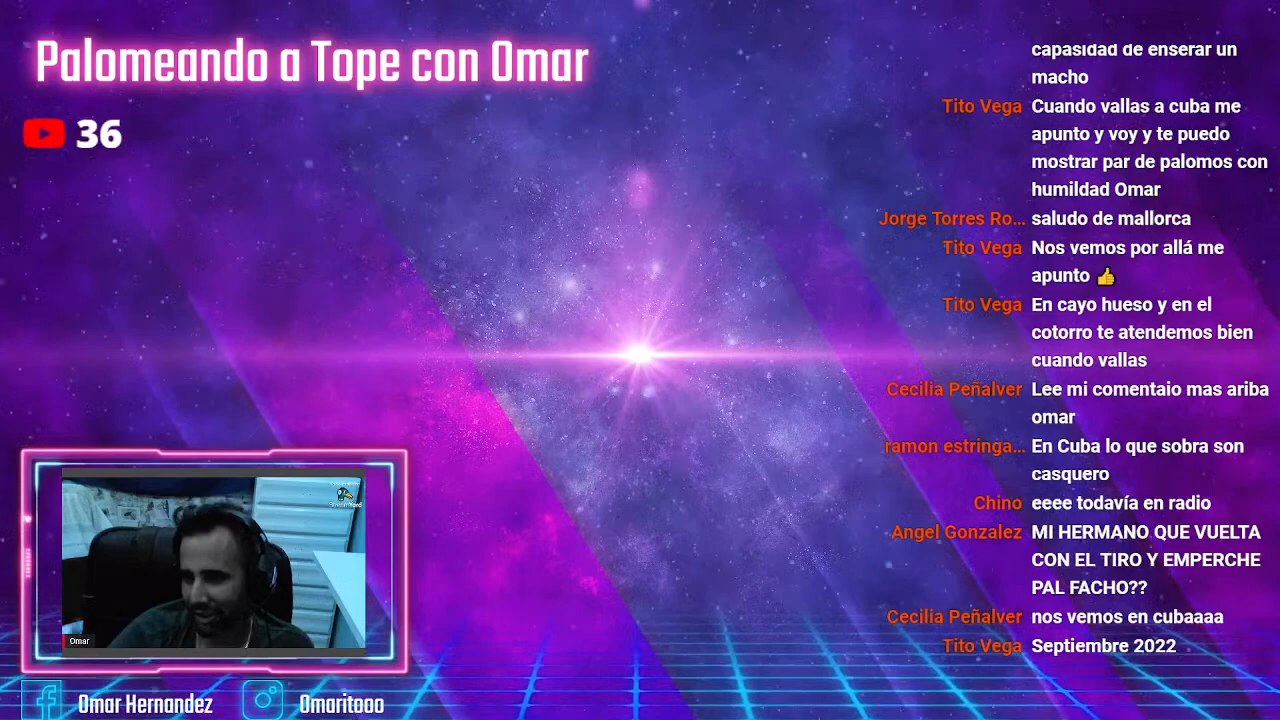 Palomeando a Tope con Omar
36
capasidad de enserar un
macho
Tito Vega Cuando vallas a cuba me
apunto y voy y te puedo
mostrar par de palomos con
humildad Omar
Jorge Torres Ro... saludo de mallorca
Tito Vega Nos vemos por allá me
apunto 👍
Tito Vega En cayo hueso y en el
cotorro te atendemos bien
cuando vallas
Cecilia Peñalver Lee mi comentaio mas ariba
omar
ramon estringa... En Cuba lo que sobra son
casquero
Chino eeee todavía en radio
Angel Gonzalez MI HERMANO QUE VUELTA
CON EL TIRO Y EMPERCHE
PAL FACHO??
Cecilia Peñalver nos vemos en cubaaaa
Tito Vega Septiembre 2022
StreamYard
Omar
Omar Hernandez
Omaritooo